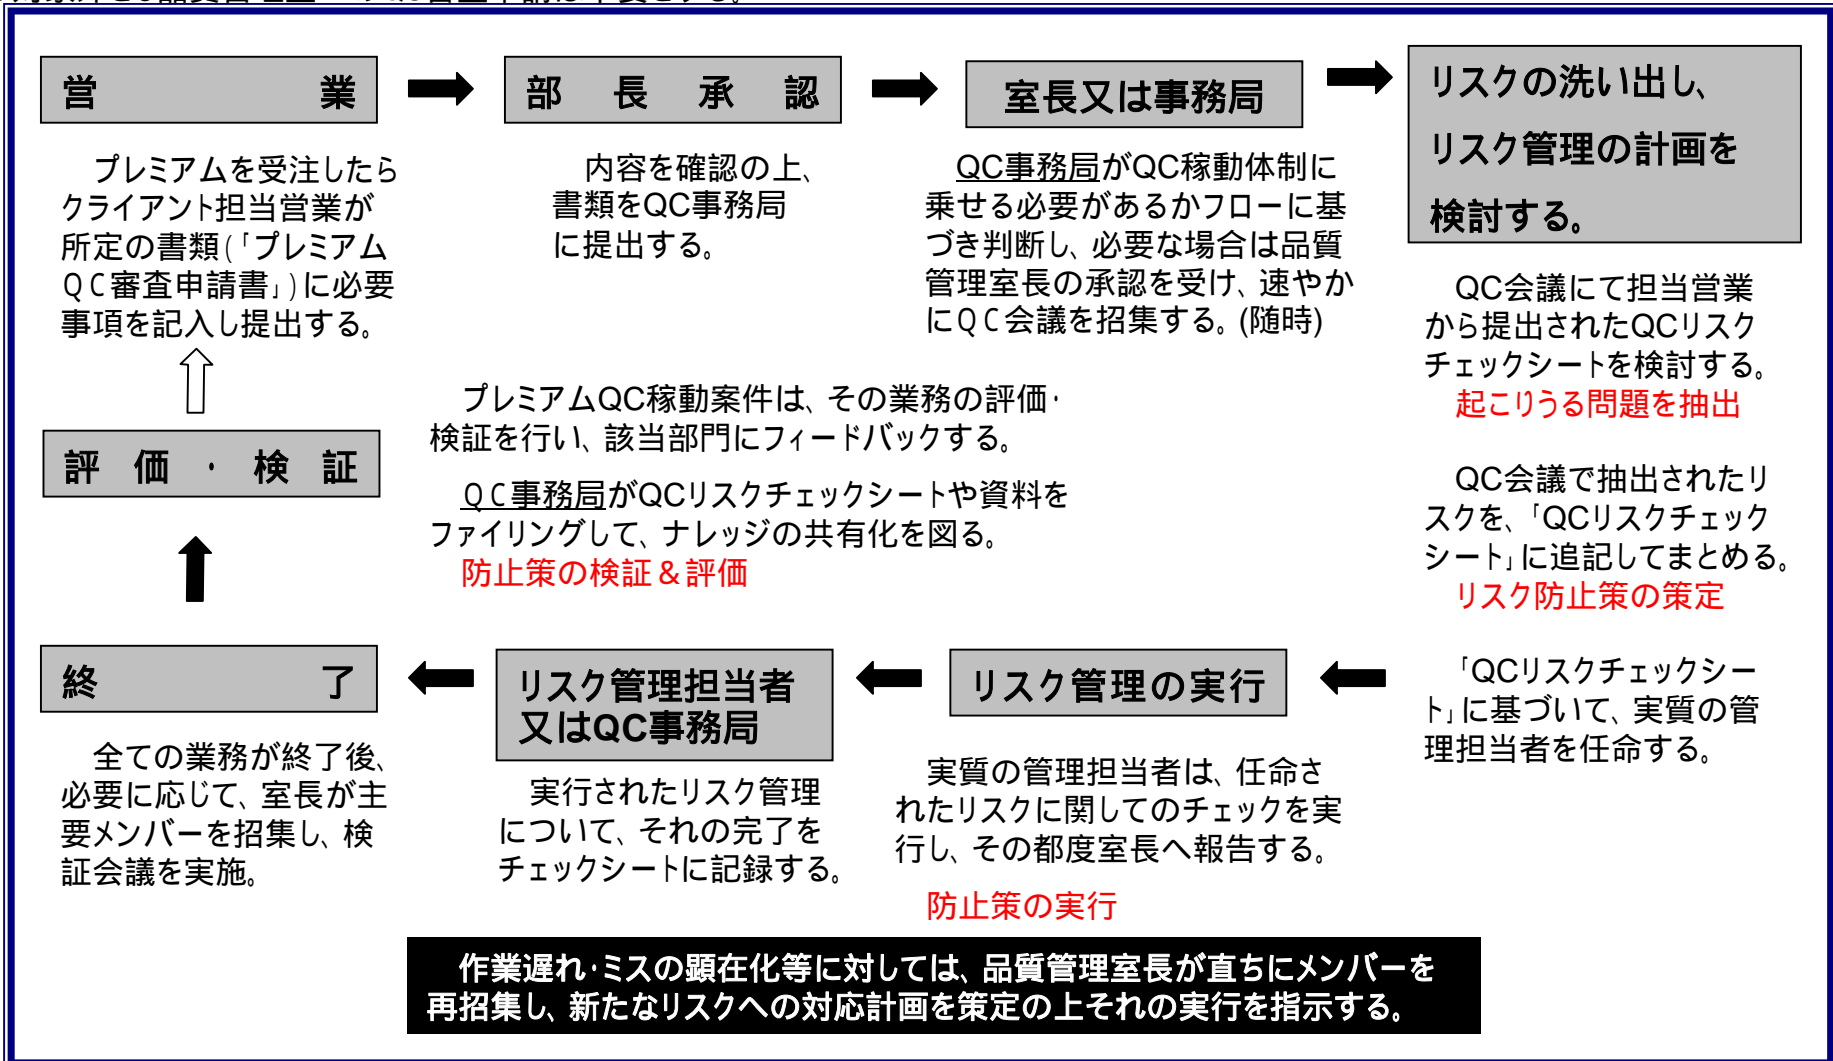 営業
部長承認
室長又は事務局
リスクの洗い出し、
リスク管理の計画を
検討する。
プレミアムを受注したら
クライアント担当営業が
所定の書類(「プレミアム
QC審査申請書」)に必要
事項を記入し提出する。
内容を確認の上、
書類をQC事務局
に提出する。
QC事務局がQC稼動体制に
乗せる必要があるかフローに基
づき判断し、必要な場合は品質
管理室長の承認を受け、速やか
にQC会議を招集する。(随時)
QC会議にて担当営業
から提出されたQCリスク
チェックシートを検討する。
起こりうる問題を抽出
QC会議で抽出されたリ
スクを、「QCリスクチェック
シート」に追記してまとめる。
リスク防止策の策定
「QCリスクチェックシー
ト」に基づいて、実質の管
理担当者を任命する。
評価・検証
プレミアムQC稼動案件は、その業務の評価・
検証を行い、該当部門にフィードバックする。
QC事務局がQCリスクチェックシートや資料を
ファイリングして、ナレッジの共有化を図る。
防止策の検証&評価
終了
リスク管理担当者
又はQC事務局
リスク管理の実行
全ての業務が終了後、
必要に応じて、室長が主
要メンバーを招集し、検
証会議を実施。
実行されたリスク管理
について、それの完了を
チェックシートに記録する。
実質の管理担当者は、任命さ
れたリスクに関してのチェックを実
行し、その都度室長へ報告する。
防止策の実行
作業遅れ・ミスの顕在化等に対しては、品質管理室長が直ちにメンバーを
再招集し、新たなリスクへの対応計画を策定の上それの実行を指示する。